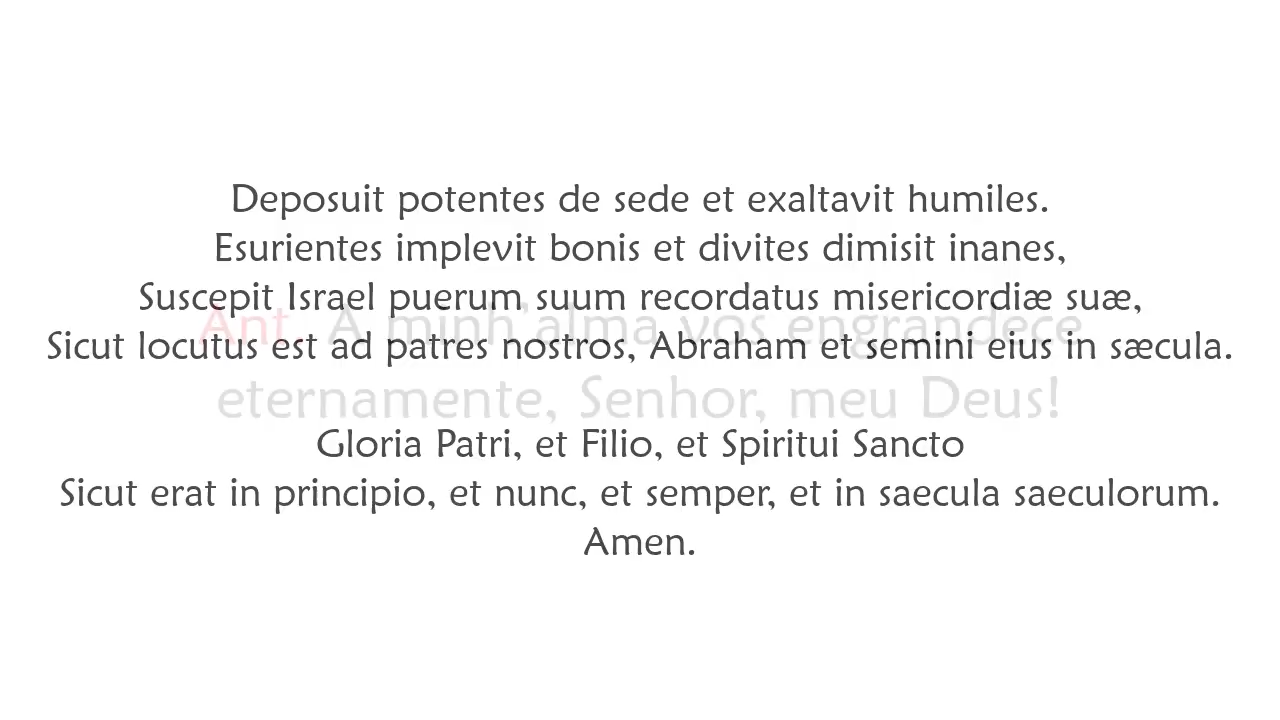 Deposuit potentes de sede et exaltavit humiles.
Esurientes implevit bonis et divites dimisit inanes,
Suscepit Israel puerum suum recordatus misericordiæ suæ,
Ant. A minh'alma vos engrandece
Sicut locutus est ad patres nostros, Abraham et semini eius in sæcula.
eternamente, Senhor, meu Deus!
Gloria Patri, et Filio, et Spiritui Sancto
Sicut erat in principio, et nunc, et semper, et in saecula saeculorum.
Amen.